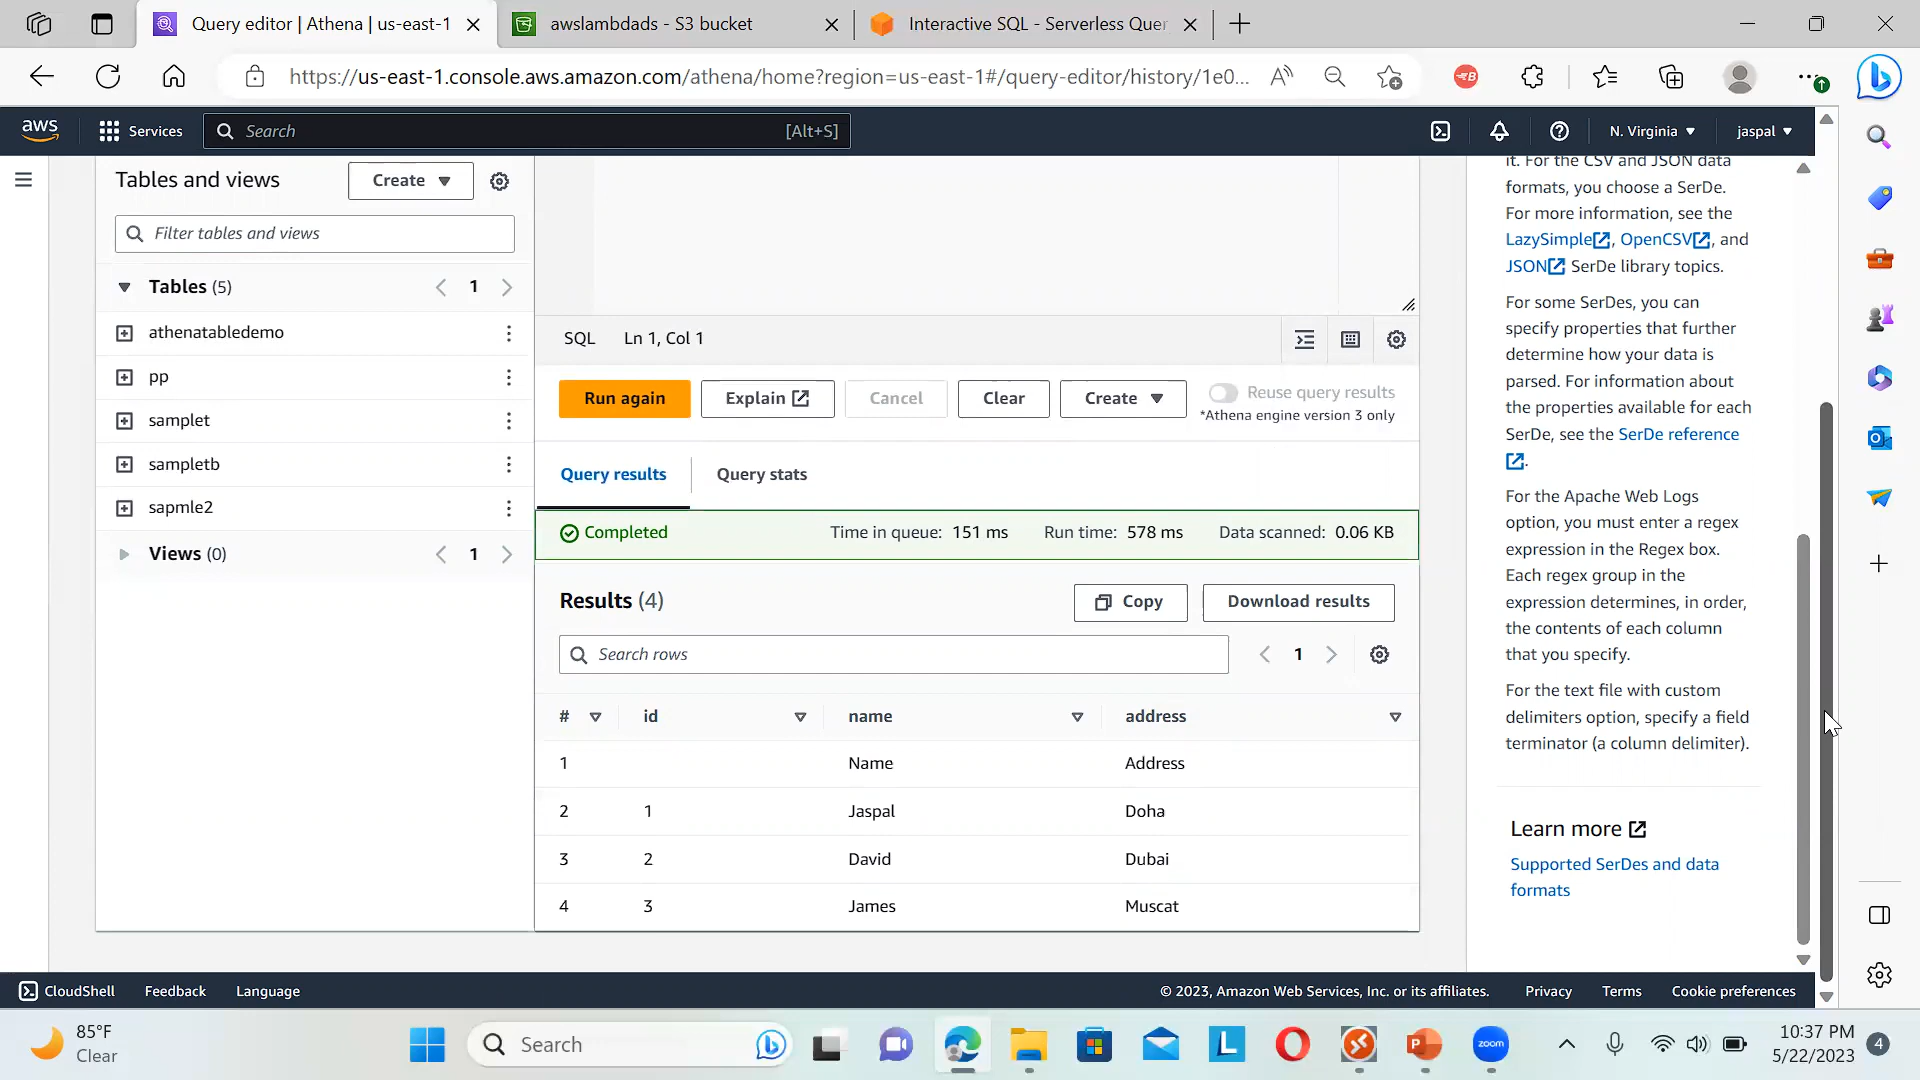 Query editor | Athena | us-east-1
awslambdads - S3 bucket
Interactive SQL - Serverless Quer
https://us-east-1.console.aws.amazon.com/athena/home?region=us-east-1#/query-editor/history/1e0...
aws
Services
Search
[Alt+S]
N. Virginia
jaspal
Tables and views
Create
Filter tables and views
Tables (5)
1
athenatabledemo
pp
samplet
sampletb
sapmle2
Views (0)
1
SQL
Ln 1, Col 1
Run again
Explain
Cancel
Clear
Create
Reuse query results
*Athena engine version 3 only
Query results
Query stats
Completed
Time in queue: 151 ms
Run time: 578 ms
Data scanned: 0.06 KB
Results (4)
Copy
Download results
Search rows
1
# id name address
1 Name Address
2 1 Jaspal Doha
3 2 David Dubai
4 3 James Muscat
it. For the CSV and JSON data
formats, you choose a SerDe.
For more information, see the
LazySimple, OpenCSV, and
JSON SerDe library topics.
For some SerDes, you can
specify properties that further
determine how your data is
parsed. For information about
the properties available for each
SerDe, see the SerDe reference
.
For the Apache Web Logs
option, you must enter a regex
expression in the Regex box.
Each regex group in the
expression determines, in order,
the contents of each column
that you specify.
For the text file with custom
delimiters option, specify a field
terminator (a column delimiter).
Learn more
Supported SerDes and data
formats
CloudShell
Feedback
Language
© 2023, Amazon Web Services, Inc. or its affiliates.
Privacy
Terms
Cookie preferences
85°F
Clear
Search
L
P
zoom
10:37 PM
5/22/2023
4